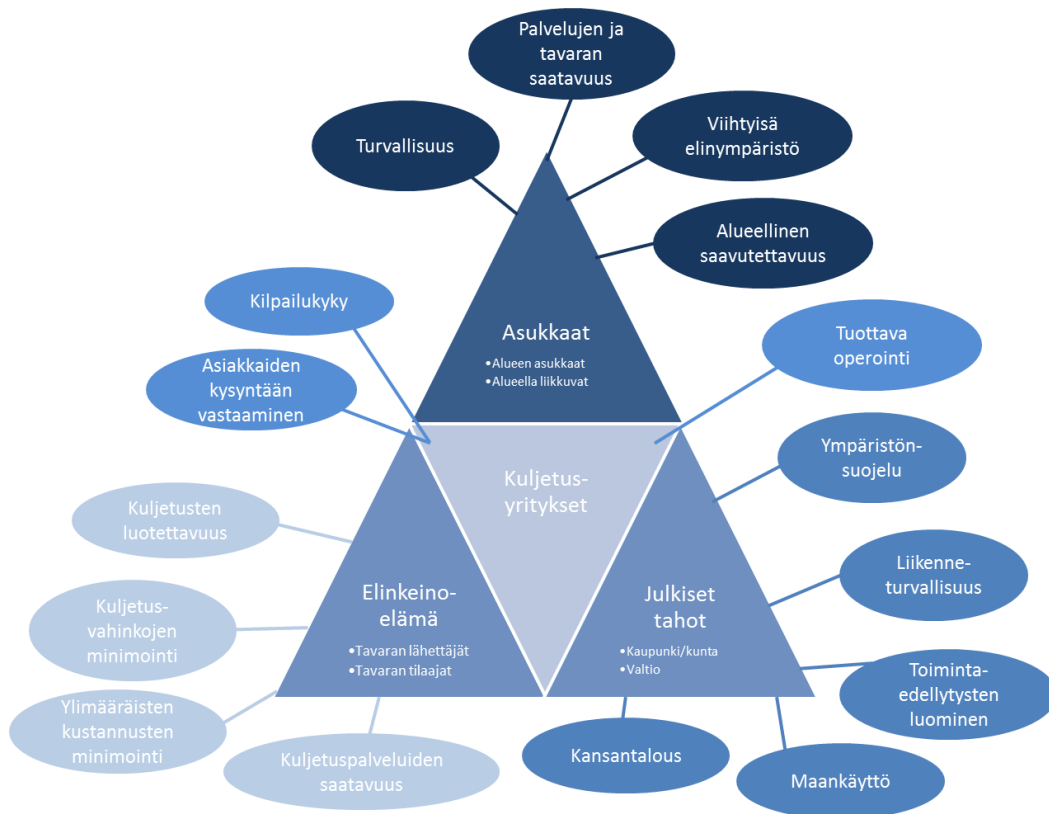 Palvelujen ja
tavaran
saatavuus
Turvallisuus
Viihtyisä
elinympäristö
Alueellinen
saavutettavuus
Kilpailukyky
Asiakkaiden
kysyntään
vastaaminen
Asukkaat
•Alueen asukkaat
•Alueella liikkuvat
Tuottava
operointi
Kuljetus-
yritykset
Ympäristön-
suojelu
Kuljetusten
luotettavuus
Liikenne-
turvallisuus
Kuljetus-
vahinkojen
minimointi
Elinkeino-
elämä
•Tavaran lähettäjät
•Tavaran tilaajat
Julkiset
tahot
•Kaupunki/kunta
•Valtio
Toiminta-
edellytysten
luominen
Ylimääräisten
kustannusten
minimointi
Kuljetuspalveluiden
saatavuus
Kansantalous
Maankäyttö